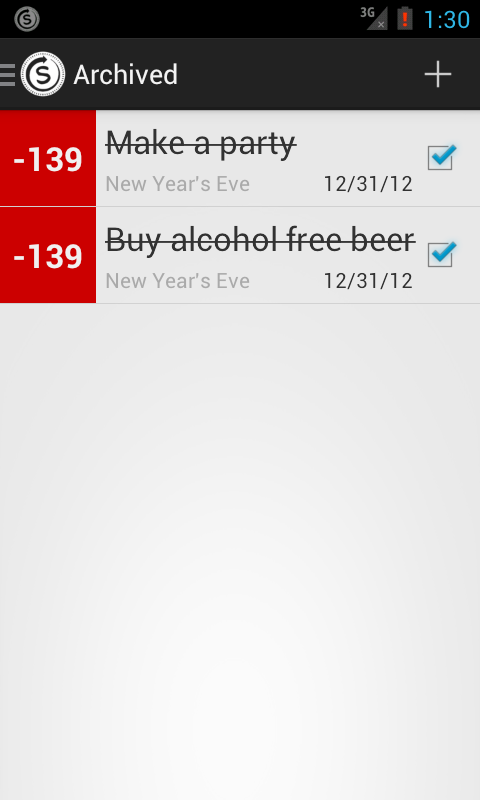 3G
1:30
S
Archived
-139
Make a party
New Year's Eve
12/31/12
-139
Buy alcohol free beer
New Year's Eve
12/31/12